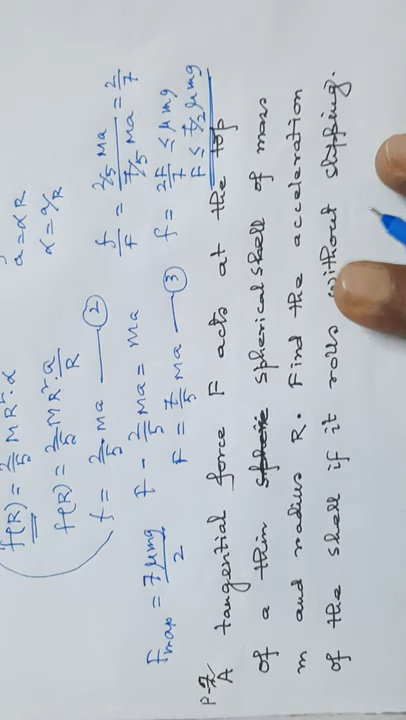 a = αR
α = a/R
f(R) = 2/5 MR². α
f(R) = 2/5 MR². a/R
f = 2/5 . Ma —— ②
F - 2/5 Ma = Ma
F = 7/5 Ma —— ③
f/F = (2/5 Ma)/(7/5 Ma) = 2/7
f = 2F/7 ≤ μmg
F ≤ 7/2 μmg
Fmax = 7μmg/2
A tangential force F acts at the top
of a thin spherical shell of mass
m and radius R. Find the acceleration
of the shell if it rolls without slipping.